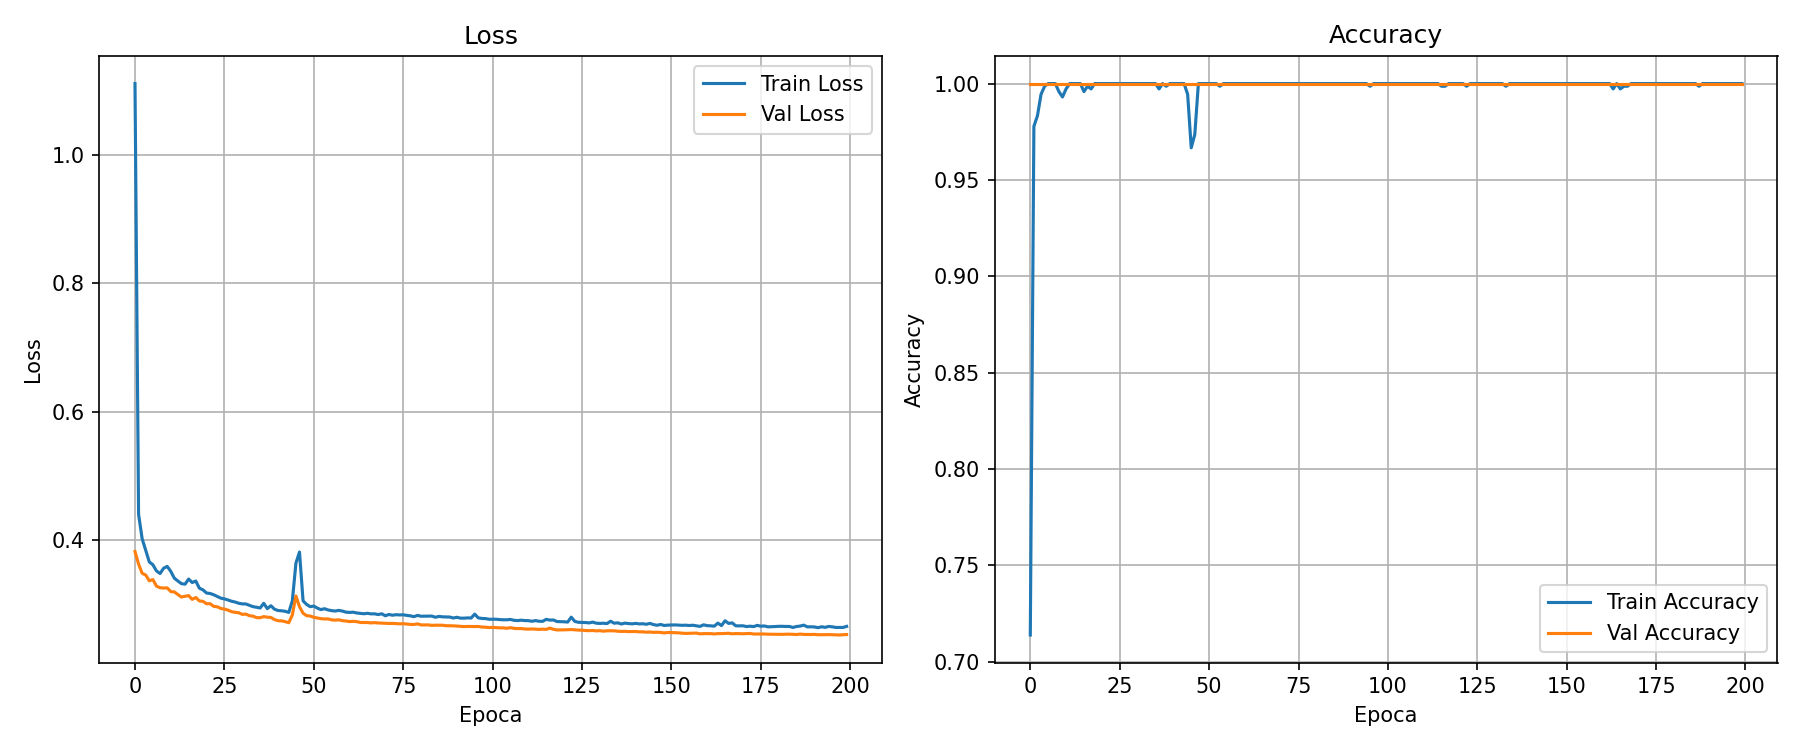 Loss
Train Loss
Val Loss
1.0
0.8
0.6
0.4
Loss
0 25 50 75 100 125 150 175 200
Epoca
Accuracy
1.00
0.95
0.90
0.85
0.80
0.75
0.70
Accuracy
Train Accuracy
Val Accuracy
0 25 50 75 100 125 150 175 200
Epoca